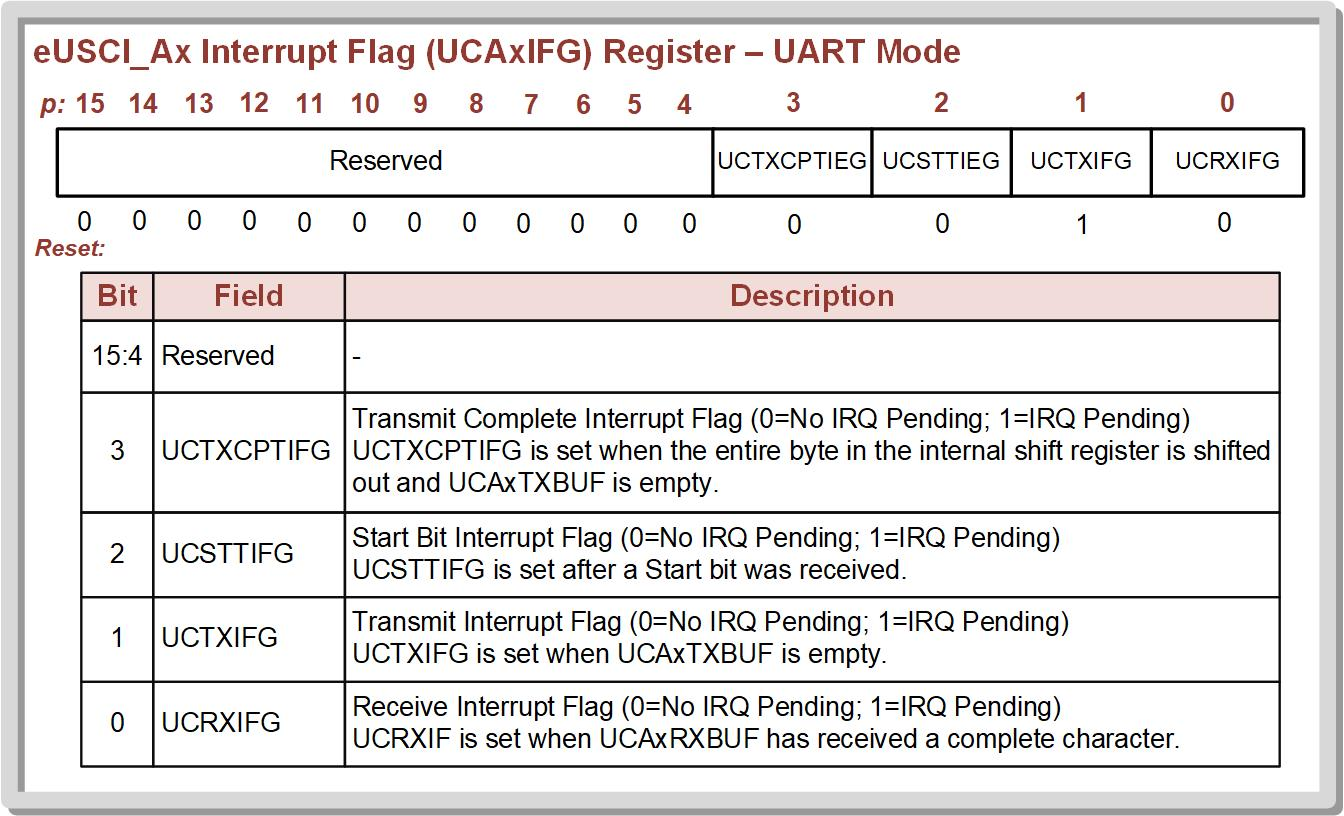 eUSCI_Ax Interrupt Flag (UCAxIFG) Register – UART Mode
p: 15 14 13 12 11 10 9 8 7 6 5 4 3 2 1 0
Reserved UCTXCPTIEG UCSTTIEG UCTXIFG UCRXIFG
0 0 0 0 0 0 0 0 0 0 0 0 0 0 1 0
Reset:
Bit Field Description
15:4 Reserved -
3 UCTXCPTIFG Transmit Complete Interrupt Flag (0=No IRQ Pending; 1=IRQ Pending)
UCTXCPTIFG is set when the entire byte in the internal shift register is shifted
out and UCAxTXBUF is empty.
2 UCSTTIFG Start Bit Interrupt Flag (0=No IRQ Pending; 1=IRQ Pending)
UCSTTIFG is set after a Start bit was received.
1 UCTXIFG Transmit Interrupt Flag (0=No IRQ Pending; 1=IRQ Pending)
UCTXIFG is set when UCAxTXBUF is empty.
0 UCRXIFG Receive Interrupt Flag (0=No IRQ Pending; 1=IRQ Pending)
UCRXIF is set when UCAxRXBUF has received a complete character.